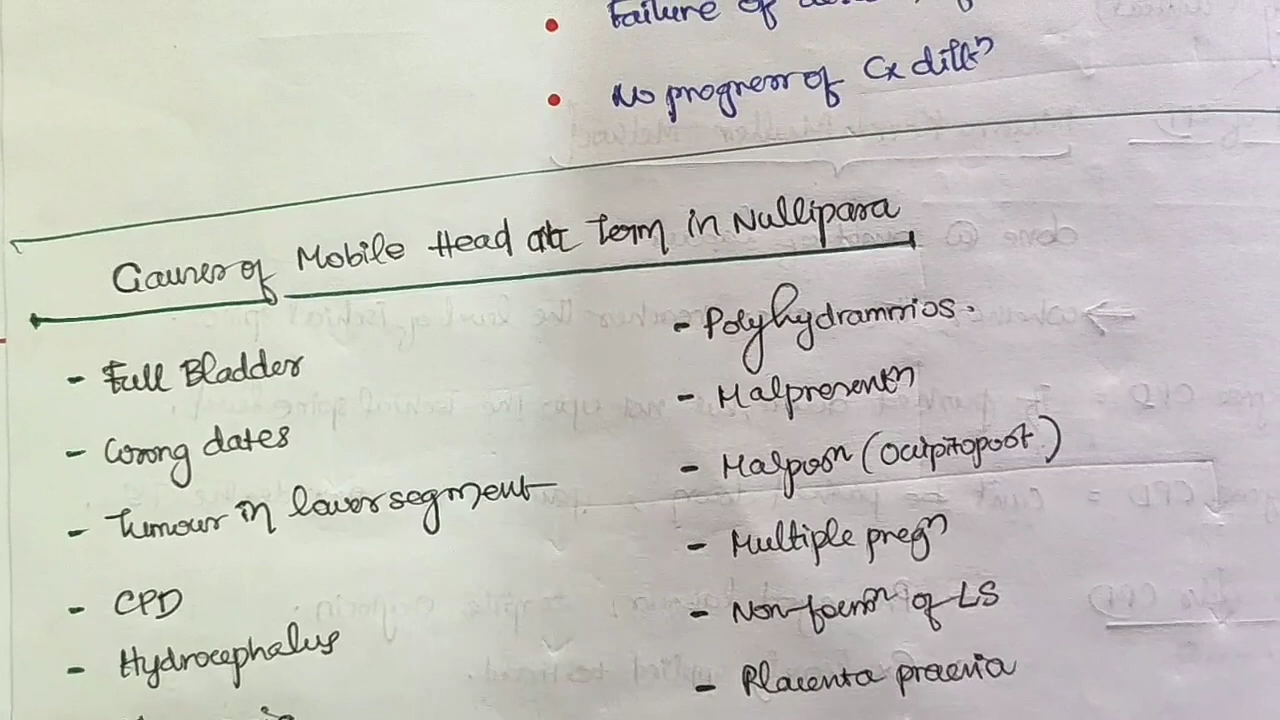 • Failure of
• No progress of Cx dilⁿ
Causes of Mobile Head at Term in Nullipara
- Full Bladder
- Wrong dates
- Tumour in lower segment
- CPD
- Hydrocephalus
- Polyhydramnios.
- Malpresentⁿ
- Malposn (Occipitopost)
- Multiple pregⁿ
- Non-formⁿ of LS
- Placenta praevia